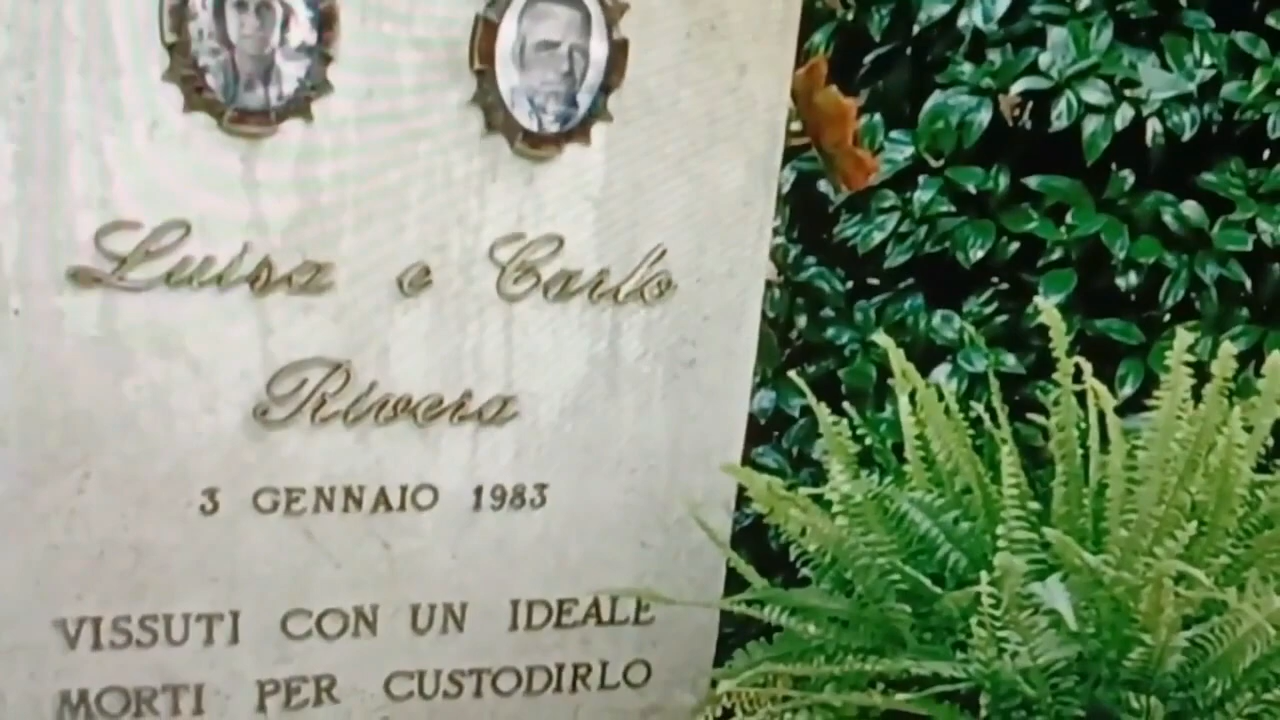 Luisa e Carlo
Rivera
3 GENNAIO 1983
VISSUTI CON UN IDEALE
MORTI PER CUSTODIRLO